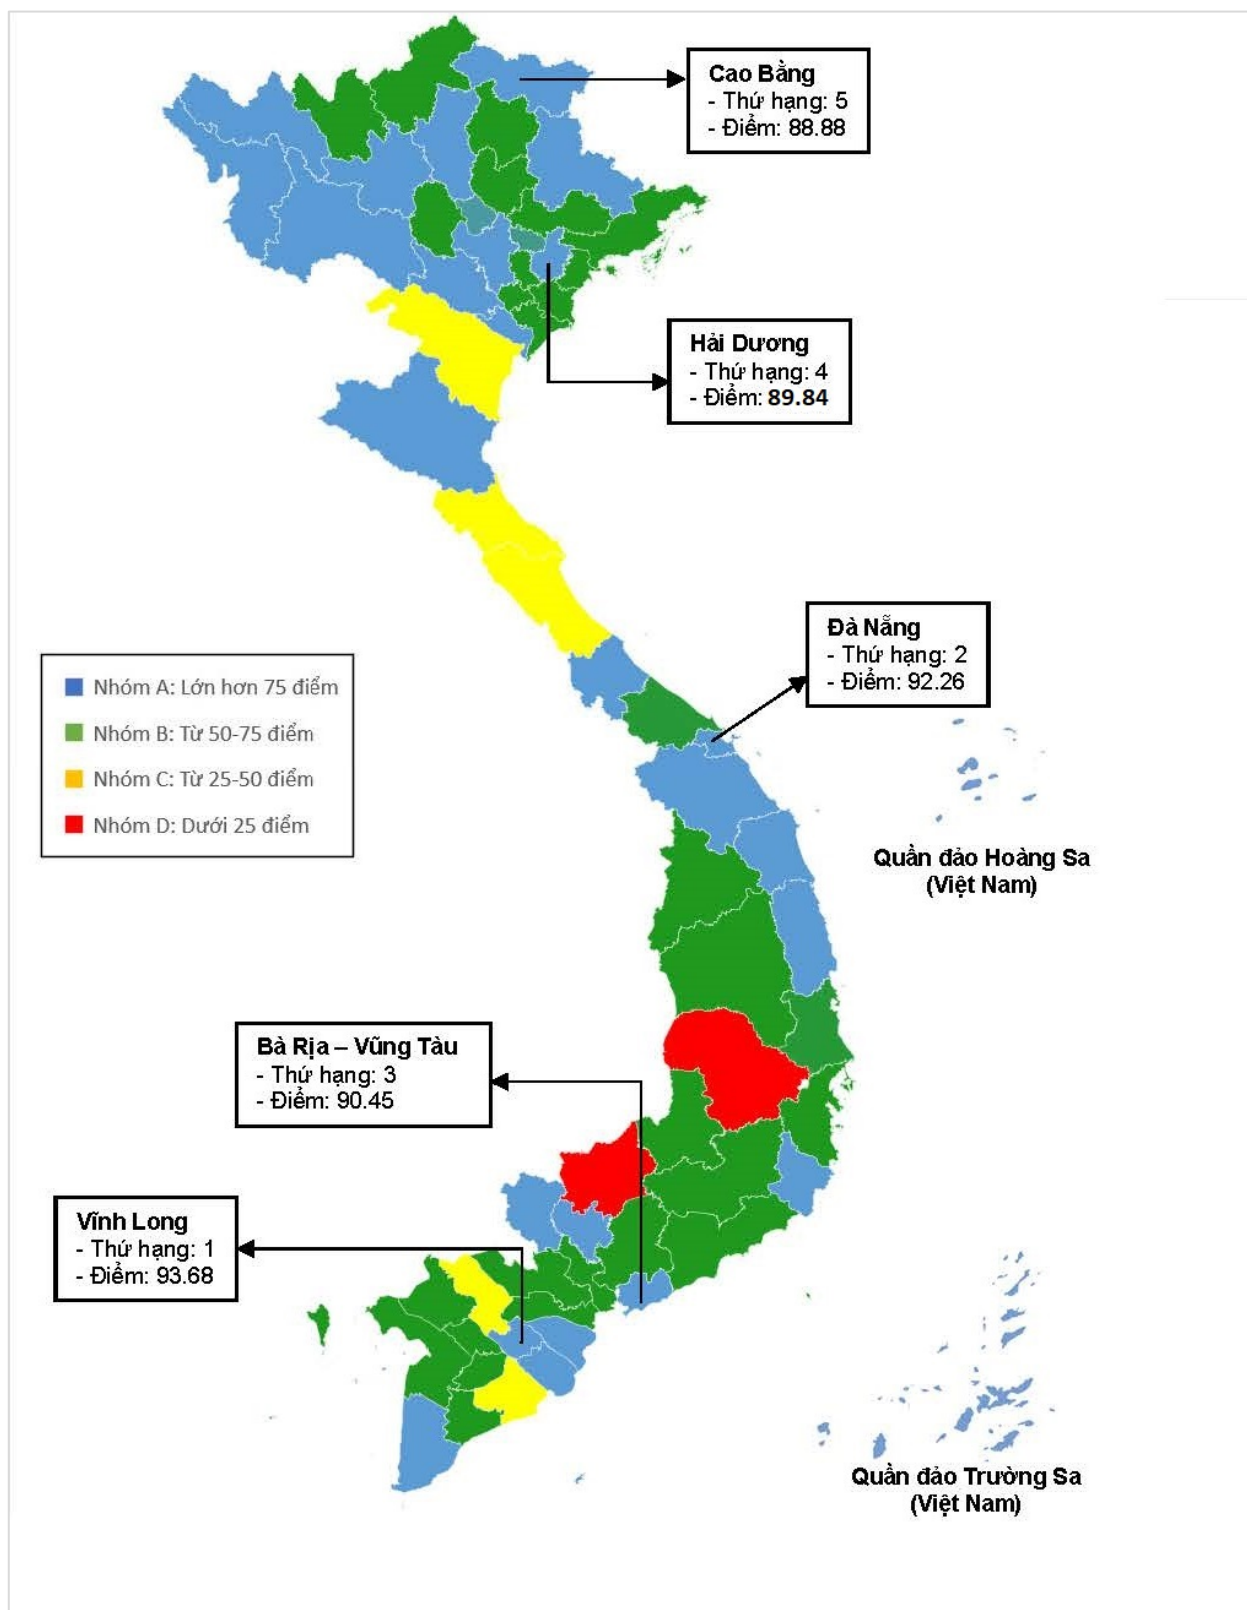 Cao Bằng
- Thứ hạng: 5
- Điểm: 88.88
Hải Dương
- Thứ hạng: 4
- Điểm: 89.84
Đà Nẵng
- Thứ hạng: 2
- Điểm: 92.26
Nhóm A: Lớn hơn 75 điểm
Nhóm B: Từ 50-75 điểm
Nhóm C: Từ 25-50 điểm
Nhóm D: Dưới 25 điểm
Quần đảo Hoàng Sa
(Việt Nam)
Bà Rịa – Vũng Tàu
- Thứ hạng: 3
- Điểm: 90.45
Vĩnh Long
- Thứ hạng: 1
- Điểm: 93.68
Quần đảo Trường Sa
(Việt Nam)